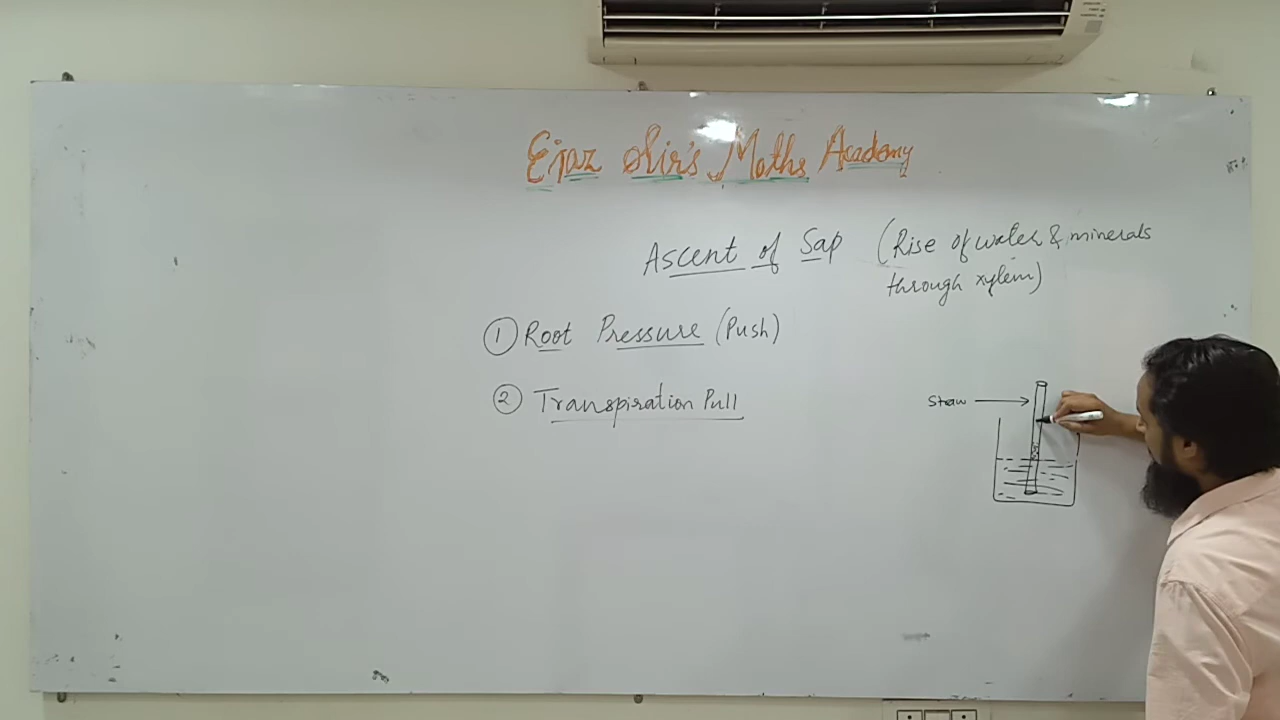 Ejaz Sir's Maths Academy
Ascent of Sap (Rise of water & minerals
through xylem)
① Root Pressure (Push)
② Transpiration Pull
Straw